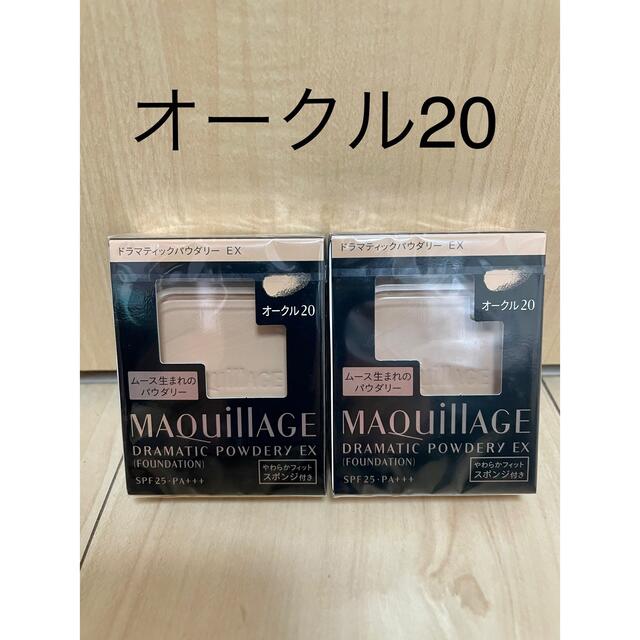 オークル20
ドラマティックパウダリー EX
オークル20
ムース生まれの
パウダリー
MAQuillAGE
DRAMATIC POWDERY EX
(FOUNDATION)
SPF25・PA+++
やわらかフィット
スポンジ付き
ドラマティックパウダリー EX
オークル20
ムース生まれの
パウダリー
MAQuillAGE
DRAMATIC POWDERY EX
(FOUNDATION)
SPF25・PA+++
やわらかフィット
スポンジ付き